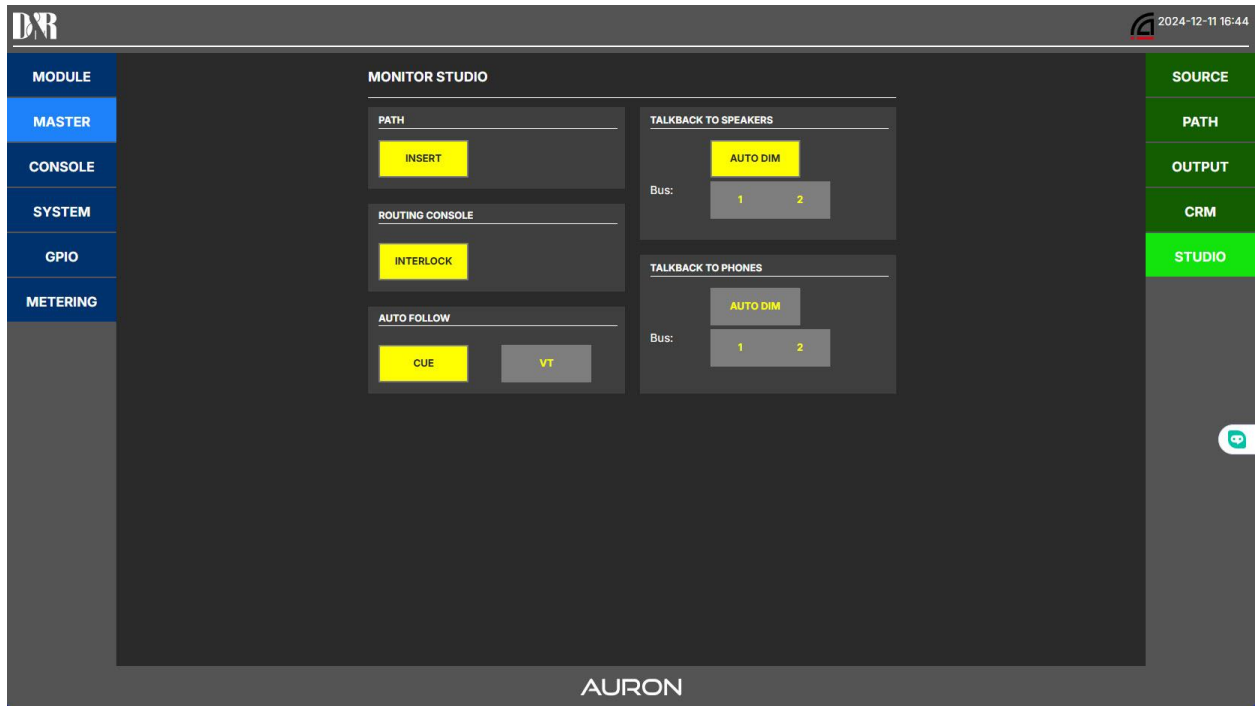 D&R
2024-12-11 16:44
MODULE
MASTER
CONSOLE
SYSTEM
GPIO
METERING
MONITOR STUDIO
PATH
INSERT
ROUTING CONSOLE
INTERLOCK
AUTO FOLLOW
CUE VT
TALKBACK TO SPEAKERS
AUTO DIM
Bus: 1 2
TALKBACK TO PHONES
AUTO DIM
Bus: 1 2
SOURCE
PATH
OUTPUT
CRM
STUDIO
AURON